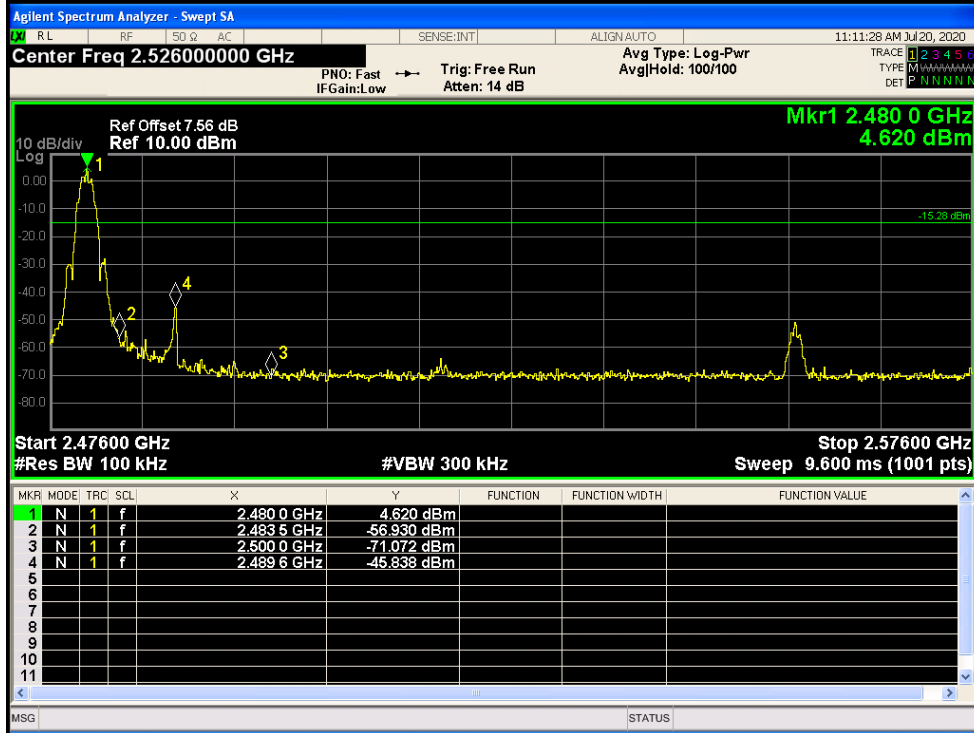 Agilent Spectrum Analyzer - Swept SA
LXI RL RF 50 Ω AC SENSE:INT ALIGN AUTO 11:11:28 AM Jul 20, 2020
Center Freq 2.526000000 GHz
PNO: Fast
IFGain:Low
Trig: Free Run
Atten: 14 dB
Avg Type: Log-Pwr
Avg|Hold: 100/100
TRACE 1 2 3 4 5 6
TYPE M W W W W W
DET P N N N N N
Mkr1 2.480 0 GHz
4.620 dBm
Ref Offset 7.56 dB
10 dB/div Ref 10.00 dBm
Log
1
0.00
-10.0
-15.28 dBm
-20.0
-30.0
-40.0
4
-50.0
2
-60.0
3
-70.0
-80.0
Start 2.47600 GHz Stop 2.57600 GHz
#Res BW 100 kHz #VBW 300 kHz Sweep 9.600 ms (1001 pts)
MKR MODE TRC SCL X Y FUNCTION FUNCTION WIDTH FUNCTION VALUE
1 N 1 f 2.480 0 GHz 4.620 dBm
2 N 1 f 2.483 5 GHz -56.930 dBm
3 N 1 f 2.500 0 GHz -71.072 dBm
4 N 1 f 2.489 6 GHz -45.838 dBm
5
6
7
8
9
10
11
MSG STATUS